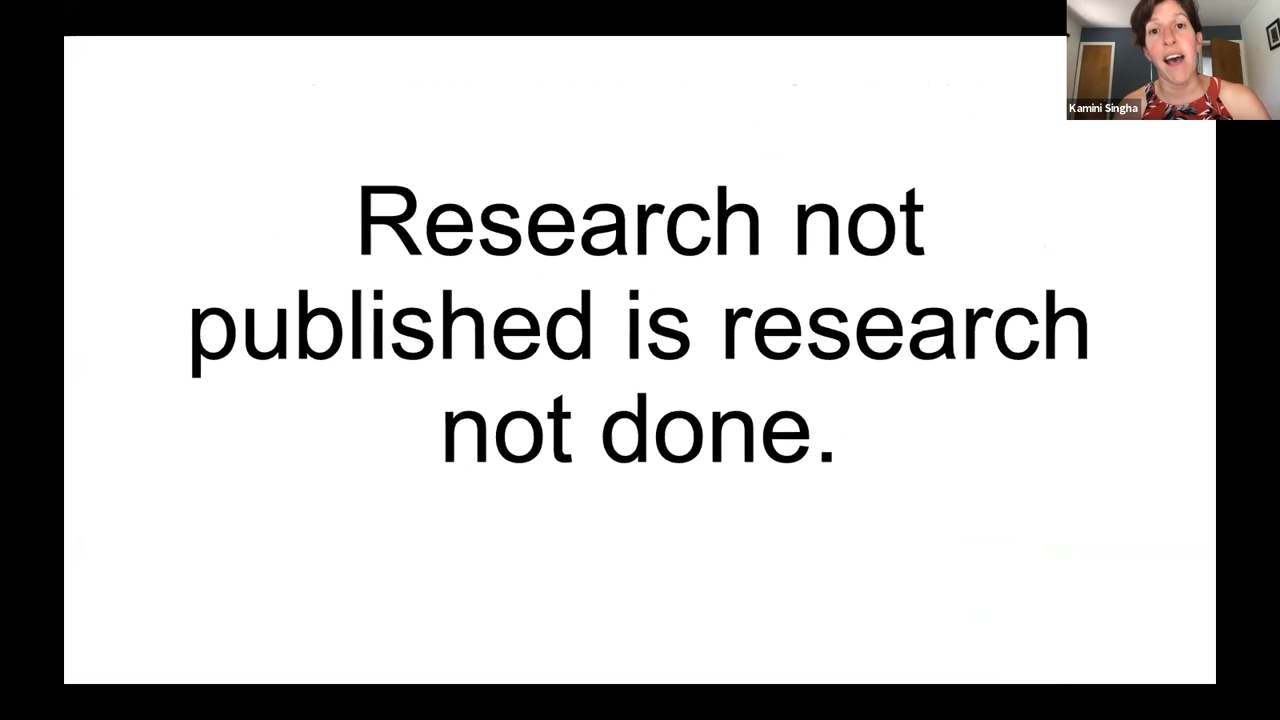 Kamini Singha
Research not
published is research
not done.